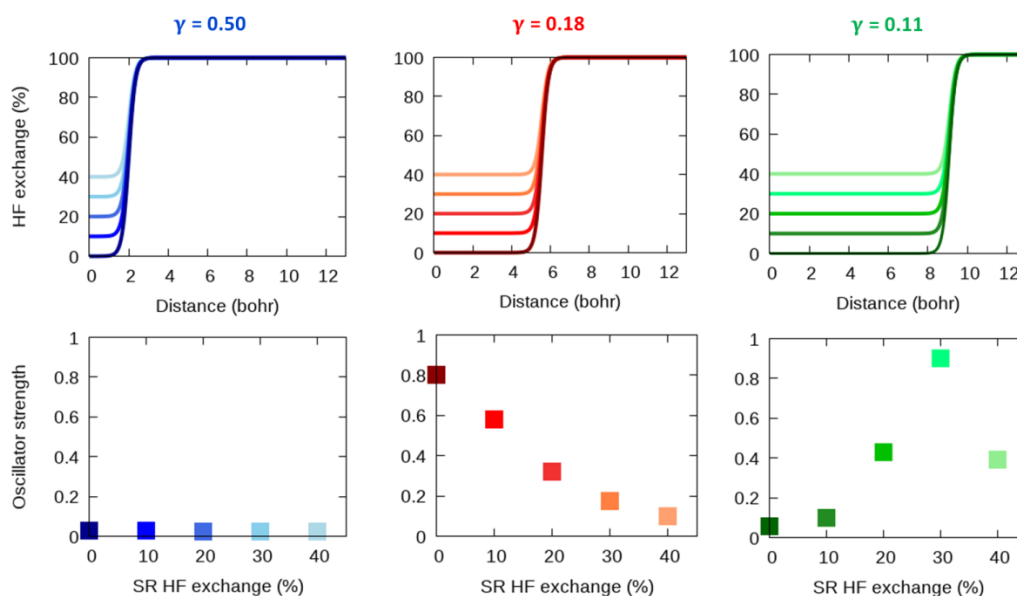 γ = 0.50
γ = 0.18
γ = 0.11
HF exchange (%)
100
80
60
40
20
0
0 2 4 6 8 10 12
Distance (bohr)
100
80
60
40
20
0
0 2 4 6 8 10 12
Distance (bohr)
100
80
60
40
20
0
0 2 4 6 8 10 12
Distance (bohr)
Oscillator strength
1
0.8
0.6
0.4
0.2
0
0 10 20 30 40
SR HF exchange (%)
1
0.8
0.6
0.4
0.2
0
0 10 20 30 40
SR HF exchange (%)
1
0.8
0.6
0.4
0.2
0
0 10 20 30 40
SR HF exchange (%)